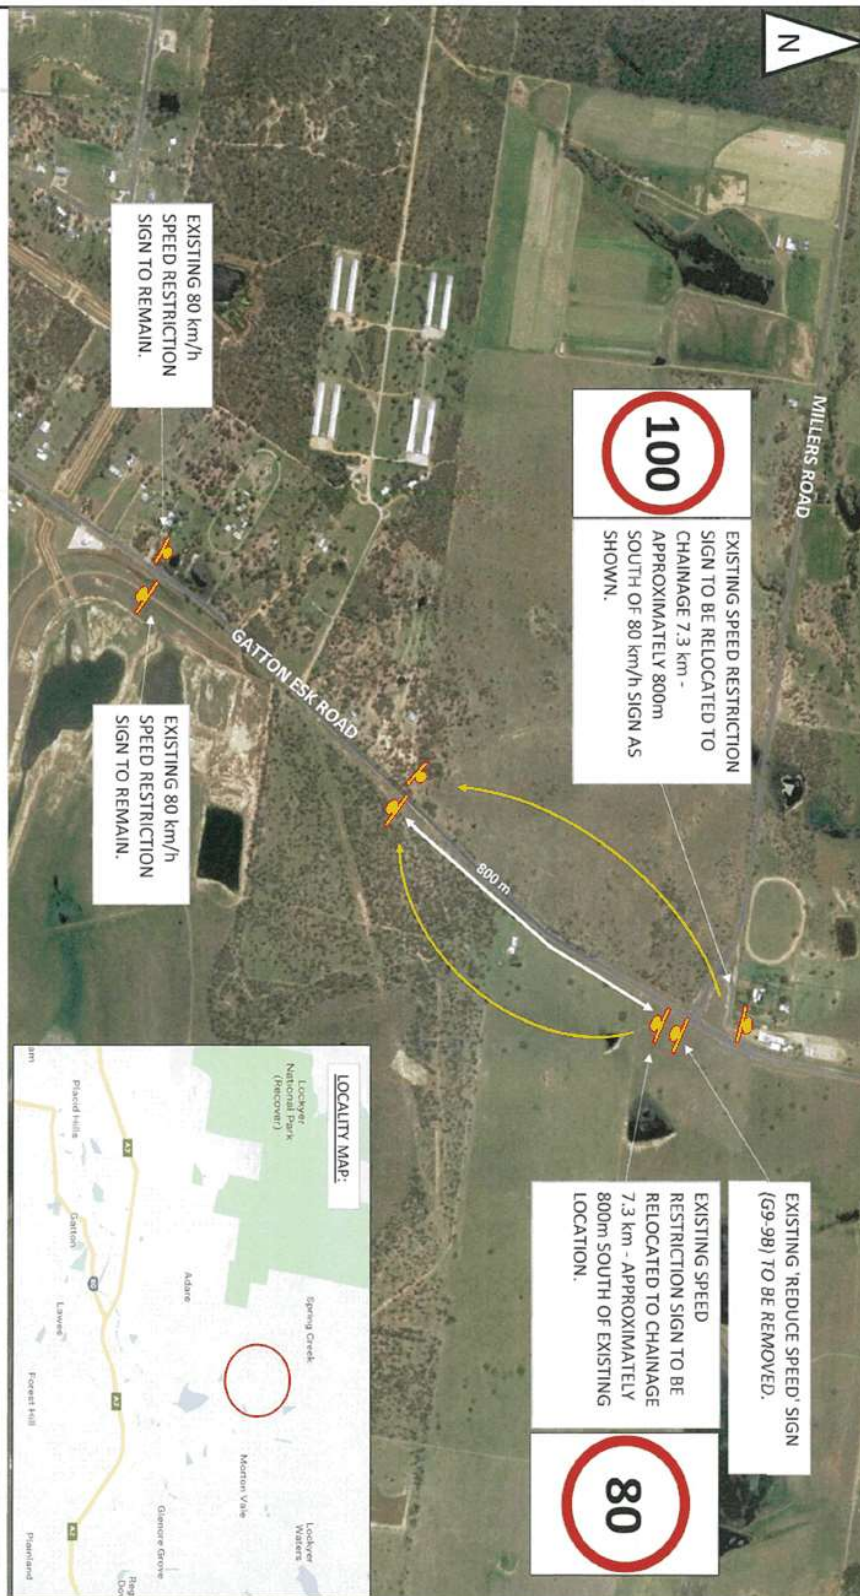 N
MILLERS ROAD
100
EXISTING SPEED RESTRICTION
SIGN TO BE RELOCATED TO
CHAINAGE 7.3 km -
APPROXIMATELY 800m
SOUTH OF 80 km/h SIGN AS
SHOWN.
EXISTING 80 km/h
SPEED RESTRICTION
SIGN TO REMAIN.
GATTON ESK ROAD
800 m
EXISTING 80 km/h
SPEED RESTRICTION
SIGN TO REMAIN.
EXISTING 'REDUCE SPEED' SIGN
(G9-9B) TO BE REMOVED.
EXISTING SPEED
RESTRICTION SIGN TO BE
RELOCATED TO CHAINAGE
7.3 km - APPROXIMATELY
800m SOUTH OF EXISTING
LOCATION.
80
LOCALITY MAP:
Lockyer
National Park
(Recover)
Spring Creek
Lockyer
Waters
Morton Vale
Adare
Glenore Grove
A2
Placid Hills
Gatton
Lawes
A2
Forest Hill
A2
Plainland
am